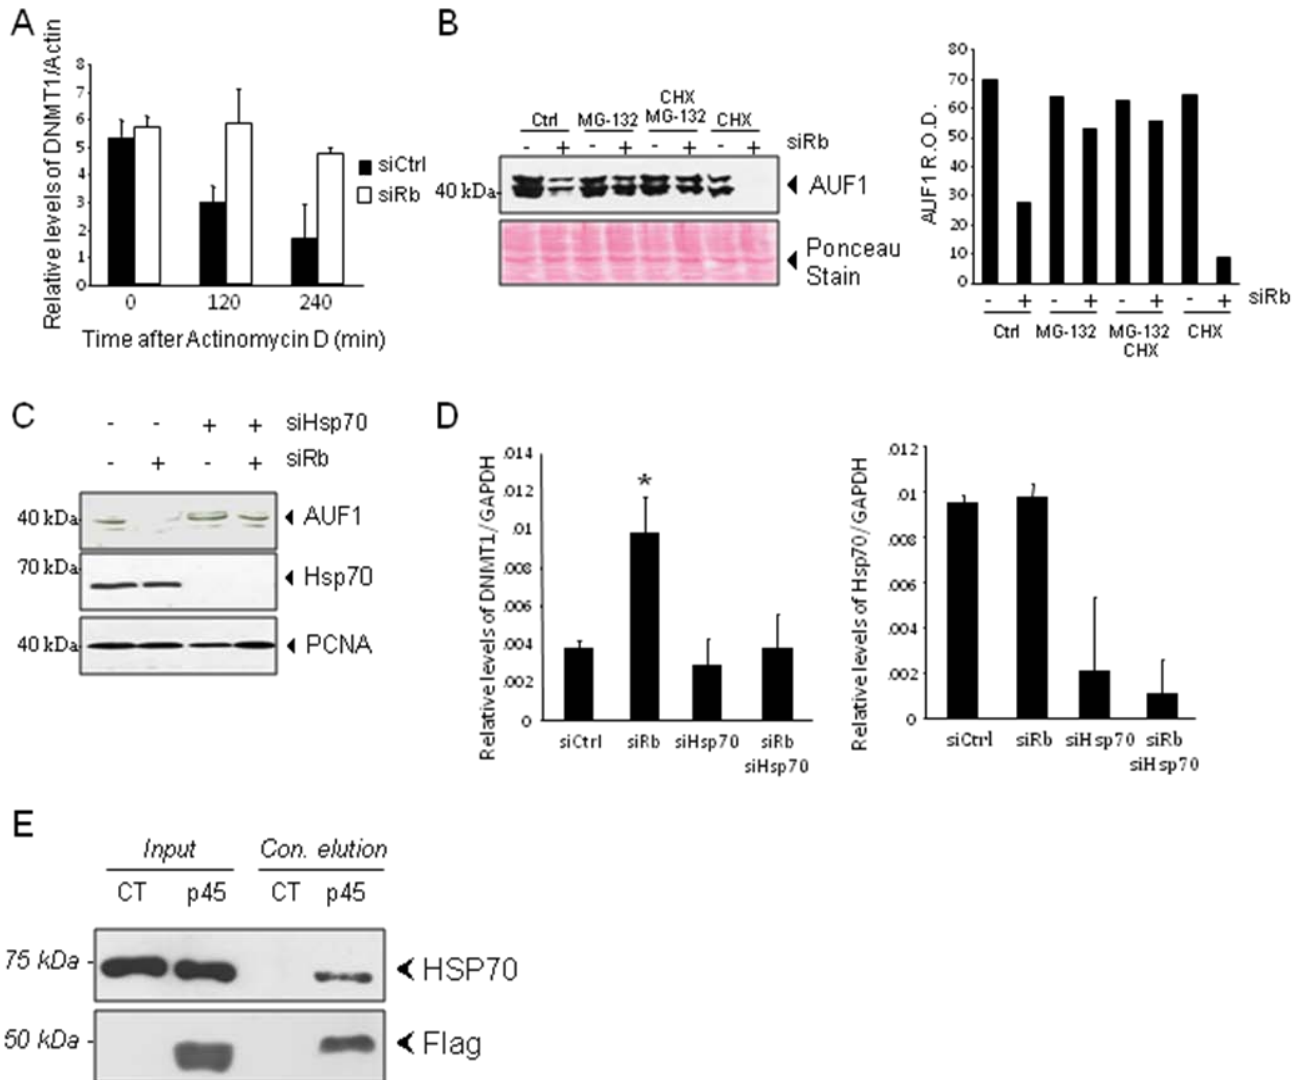 A
Relative levels of DNMT1/Actin
8
7
6
5
4
3
2
1
0
0 120 240
Time after Actinomycin D (min)
siCtrl
siRb
B
CHX
Ctrl MG-132 MG-132 CHX
- + - + - + - + siRb
40 kDa
AUF1
Ponceau
Stain
AUF1 R.O.D.
80
70
60
50
40
30
20
10
0
- + - + - + - + siRb
Ctrl MG-132 MG-132 CHX
CHX
C
- - + + siHsp70
- + - + siRb
40 kDa AUF1
70 kDa Hsp70
40 kDa PCNA
D
Relative levels of DNMT1/GAPDH
.014
.012
.01
.008
.006
.004
.002
0
*
siCtrl siRb siHsp70 siRb
siHsp70
Relative levels of Hsp70/GAPDH
.012
.01
.008
.006
.004
.002
0
siCtrl siRb siHsp70 siRb
siHsp70
E
Input Con. elution
CT p45 CT p45
75 kDa - HSP70
50 kDa - Flag